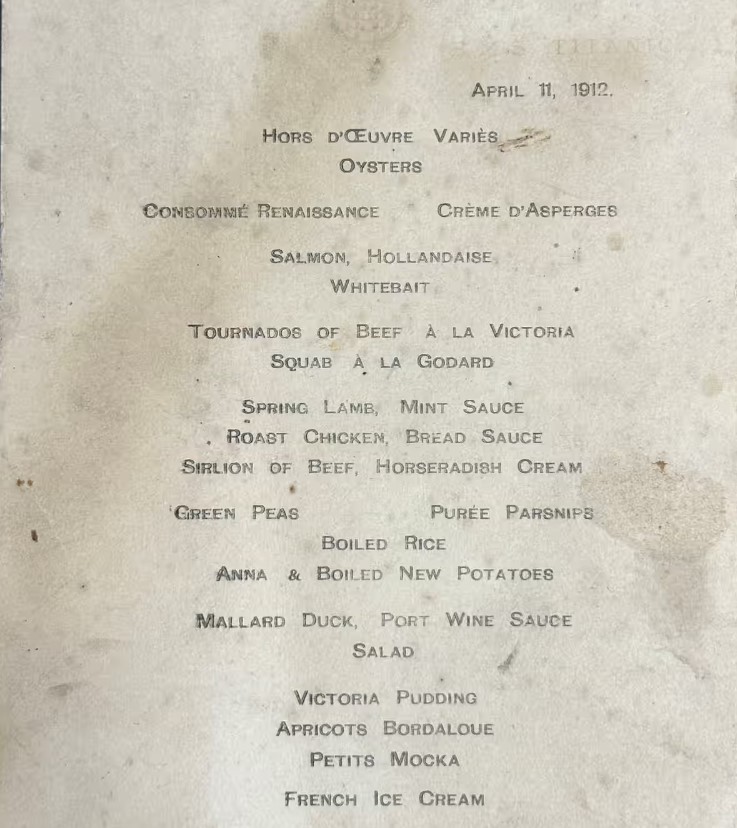 April 11, 1912.
Hors d'Œuvre Variès
Oysters
Consommé Renaissance Crème d'Asperges
Salmon, Hollandaise
Whitebait
Tournados of Beef à la Victoria
Squab à la Godard
Spring Lamb, Mint Sauce
Roast Chicken, Bread Sauce
Sirlion of Beef, Horseradish Cream
Green Peas Purée Parsnips
Boiled Rice
Anna & Boiled New Potatoes
Mallard Duck, Port Wine Sauce
Salad
Victoria Pudding
Apricots Bordaloue
Petits Mocka
French Ice Cream